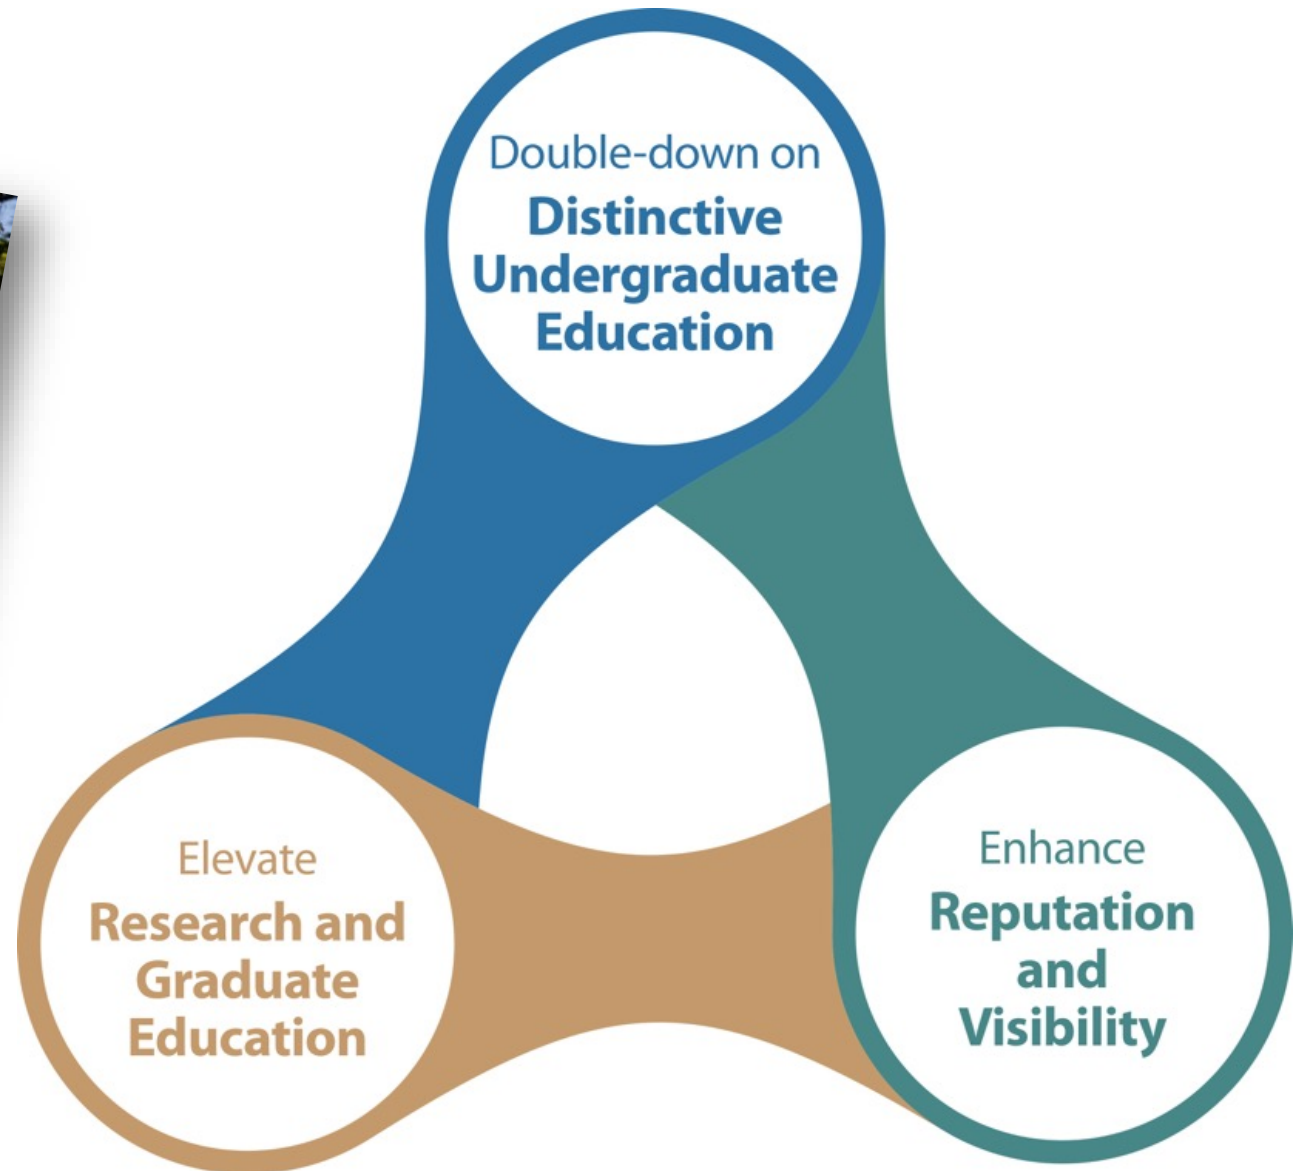 Double-down on
Distinctive
Undergraduate
Education
Elevate
Research and
Graduate
Education
Enhance
Reputation
and
Visibility